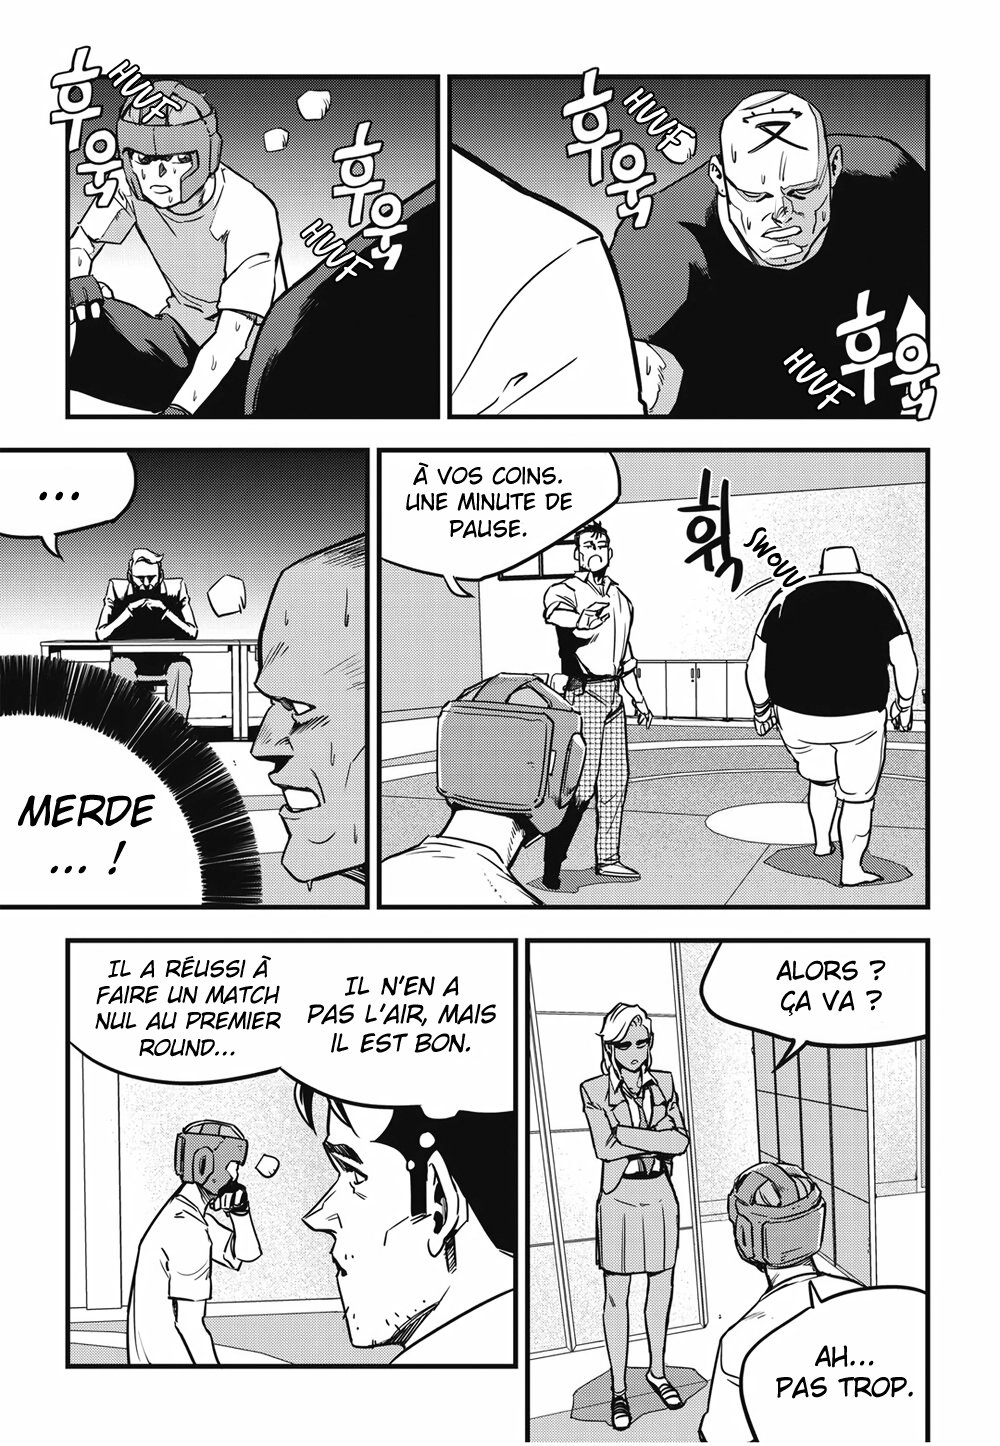 후욱
HUUF
후욱
HUUF
후욱
HUUF
후욱
HUUF
...
MERDE
... !
À VOS COINS.
UNE MINUTE DE
PAUSE.
휙
SWOUU
IL A RÉUSSI À
FAIRE UN MATCH
NUL AU PREMIER
ROUND...
IL N'EN A
PAS L'AIR, MAIS
IL EST BON.
ALORS ?
ÇA VA ?
AH...
PAS TROP.